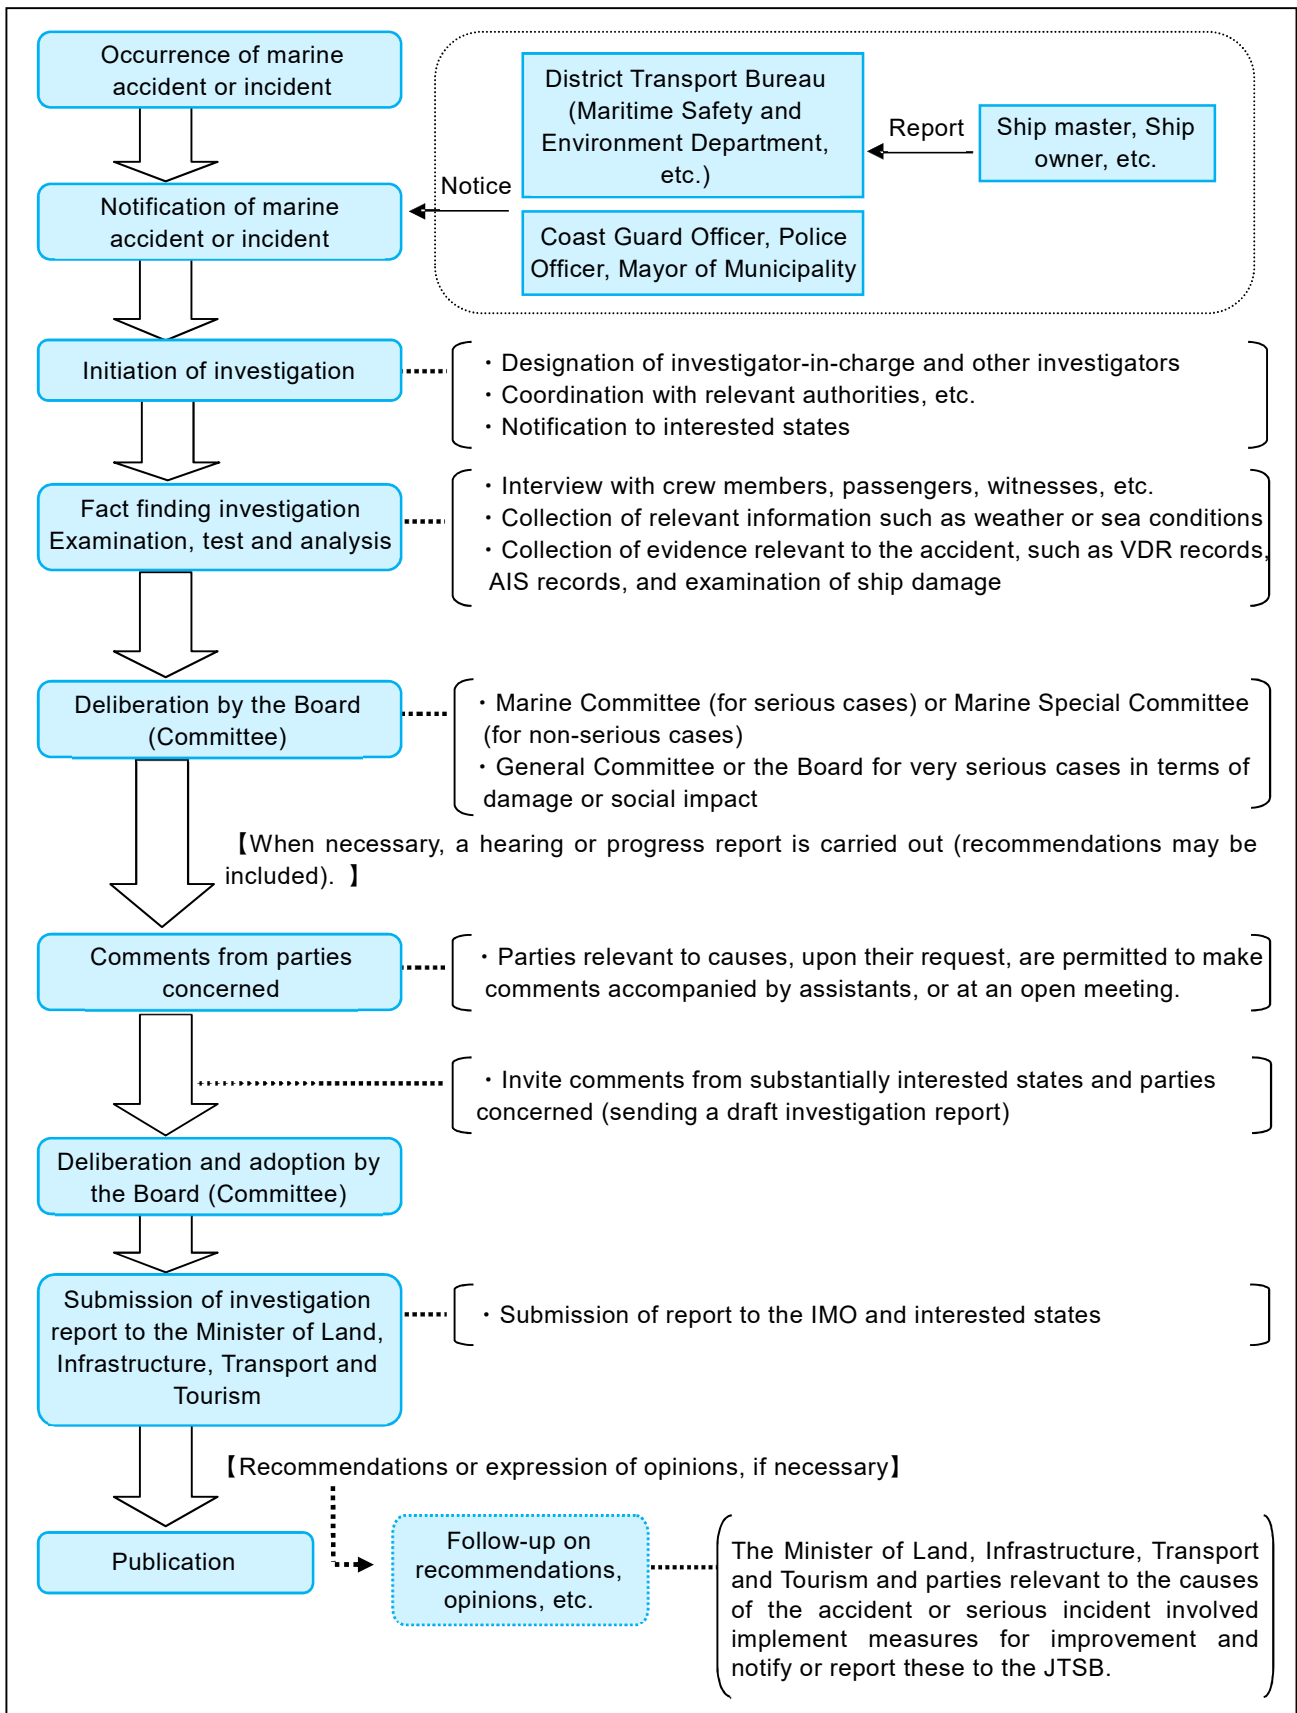 Occurrence of marine
accident or incident
District Transport Bureau
(Maritime Safety and
Environment Department,
etc.)
Report
Ship master, Ship
owner, etc.
Notice
Notification of marine
accident or incident
Coast Guard Officer, Police
Officer, Mayor of Municipality
Initiation of investigation
・Designation of investigator-in-charge and other investigators
・Coordination with relevant authorities, etc.
・Notification to interested states
Fact finding investigation
Examination, test and analysis
・Interview with crew members, passengers, witnesses, etc.
・Collection of relevant information such as weather or sea conditions
・Collection of evidence relevant to the accident, such as VDR records,
AIS records, and examination of ship damage
Deliberation by the Board
(Committee)
・Marine Committee (for serious cases) or Marine Special Committee
(for non-serious cases)
・General Committee or the Board for very serious cases in terms of
damage or social impact
【When necessary, a hearing or progress report is carried out (recommendations may be
included). 】
Comments from parties
concerned
・Parties relevant to causes, upon their request, are permitted to make
comments accompanied by assistants, or at an open meeting.
・Invite comments from substantially interested states and parties
concerned (sending a draft investigation report)
Deliberation and adoption by
the Board (Committee)
Submission of investigation
report to the Minister of Land,
Infrastructure, Transport and
Tourism
・Submission of report to the IMO and interested states
【Recommendations or expression of opinions, if necessary】
Publication
Follow-up on
recommendations,
opinions, etc.
The Minister of Land, Infrastructure, Transport
and Tourism and parties relevant to the causes
of the accident or serious incident involved
implement measures for improvement and
notify or report these to the JTSB.